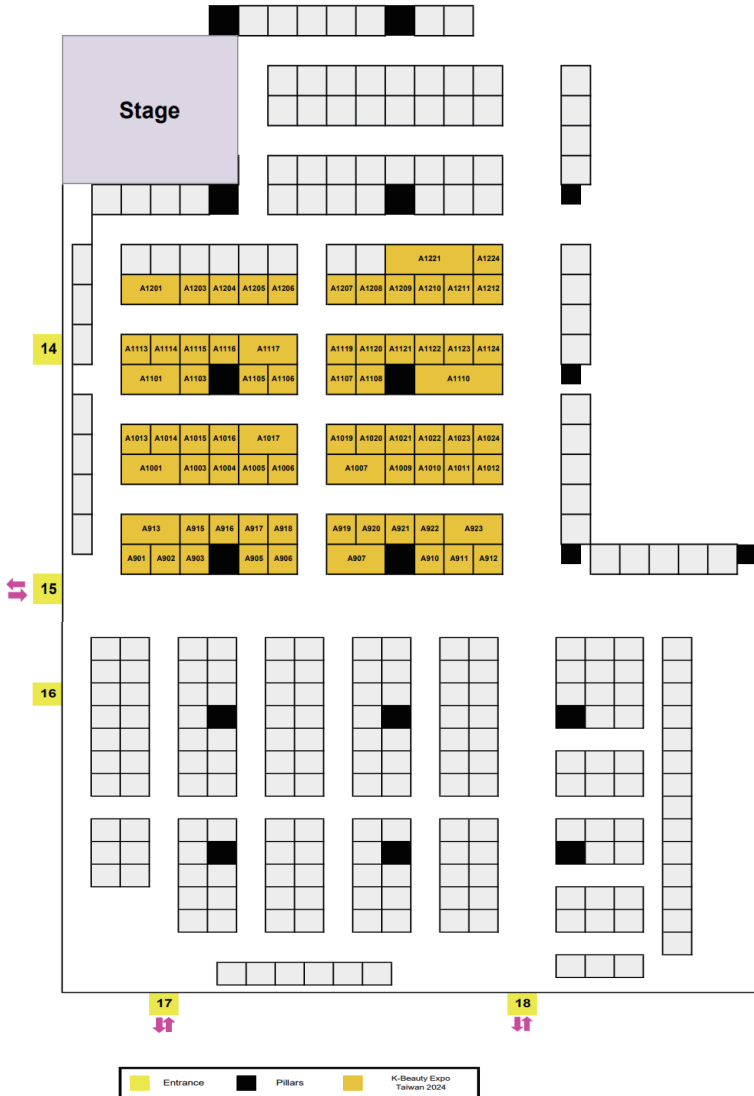 Stage
A1221 A1224
A1201 A1203 A1204 A1205 A1206 A1207 A1208 A1209 A1210 A1211 A1212
14 A1113 A1114 A1115 A1116 A1117 A1119 A1120 A1121 A1122 A1123 A1124
A1101 A1103 A1105 A1106 A1107 A1108 A1110
A1013 A1014 A1015 A1016 A1017 A1019 A1020 A1021 A1022 A1023 A1024
A1001 A1003 A1004 A1005 A1006 A1007 A1009 A1010 A1011 A1012
A913 A915 A916 A917 A918 A919 A920 A921 A922 A923
A901 A902 A903 A905 A906 A907 A910 A911 A912
15
16
17 18
Entrance Pillars K-Beauty Expo
Taiwan 2024